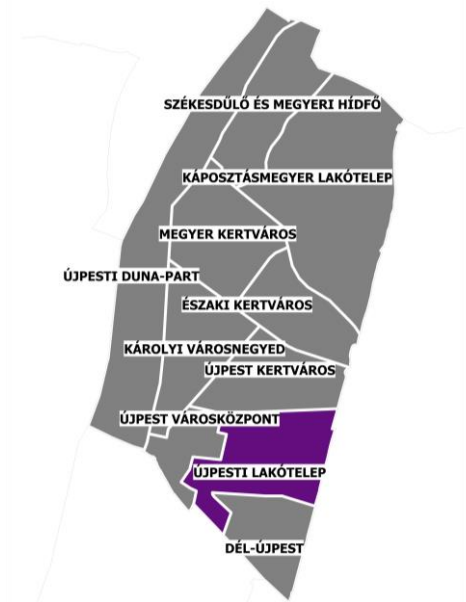 SZÉKESDŰLŐ ÉS MEGYERI HÍDFŐ
KÁPOSZTÁSMEGYER LAKÓTELEP
MEGYER KERTVÁROS
ÚJPESTI DUNA-PART
ÉSZAKI KERTVÁROS
KÁROLYI VÁROSNEGYED
ÚJPEST KERTVÁROS
ÚJPEST VÁROSKÖZPONT
ÚJPESTI LAKÓTELEP
DÉL-ÚJPEST